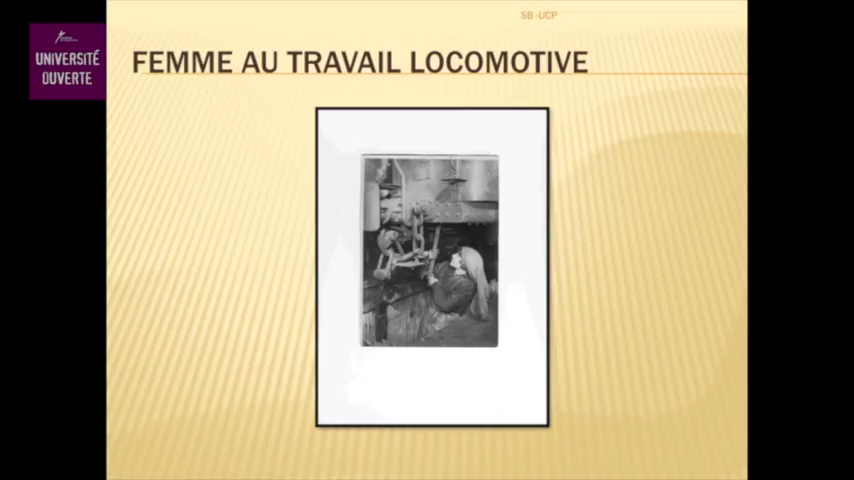 SB -UCP
UNIVERSITÉ
OUVERTE
FEMME AU TRAVAIL LOCOMOTIVE